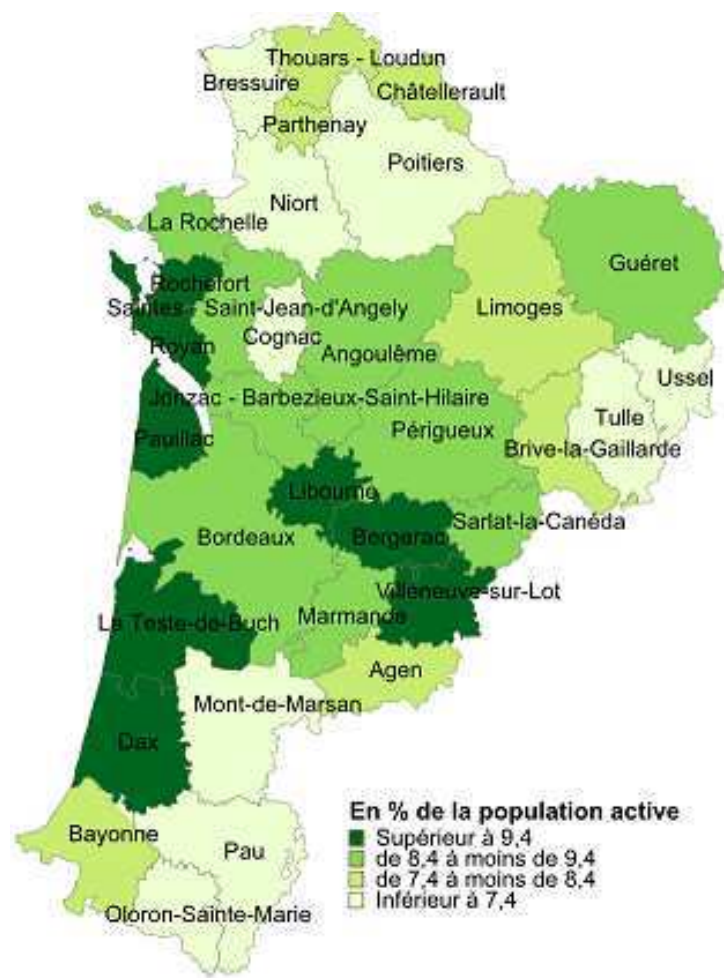 Thouars - Loudun
Bressuire
Châtellerault
Parthenay
Poitiers
Niort
La Rochelle
Guéret
Rochefort
Saintes - Saint-Jean-d'Angely
Limoges
Cognac
Royan
Angoulême
Ussel
Jonzac - Barbezieux-Saint-Hilaire
Tulle
Pauillac
Périgueux
Brive-la-Gaillarde
Libourne
Sarlat-la-Canéda
Bordeaux
Bergerac
Villeneuve-sur-Lot
La Teste-de-Buch
Marmande
Agen
Mont-de-Marsan
Dax
Bayonne
Pau
Oloron-Sainte-Marie
En % de la population active
Supérieur à 9,4
de 8,4 à moins de 9,4
de 7,4 à moins de 8,4
Inférieur à 7,4